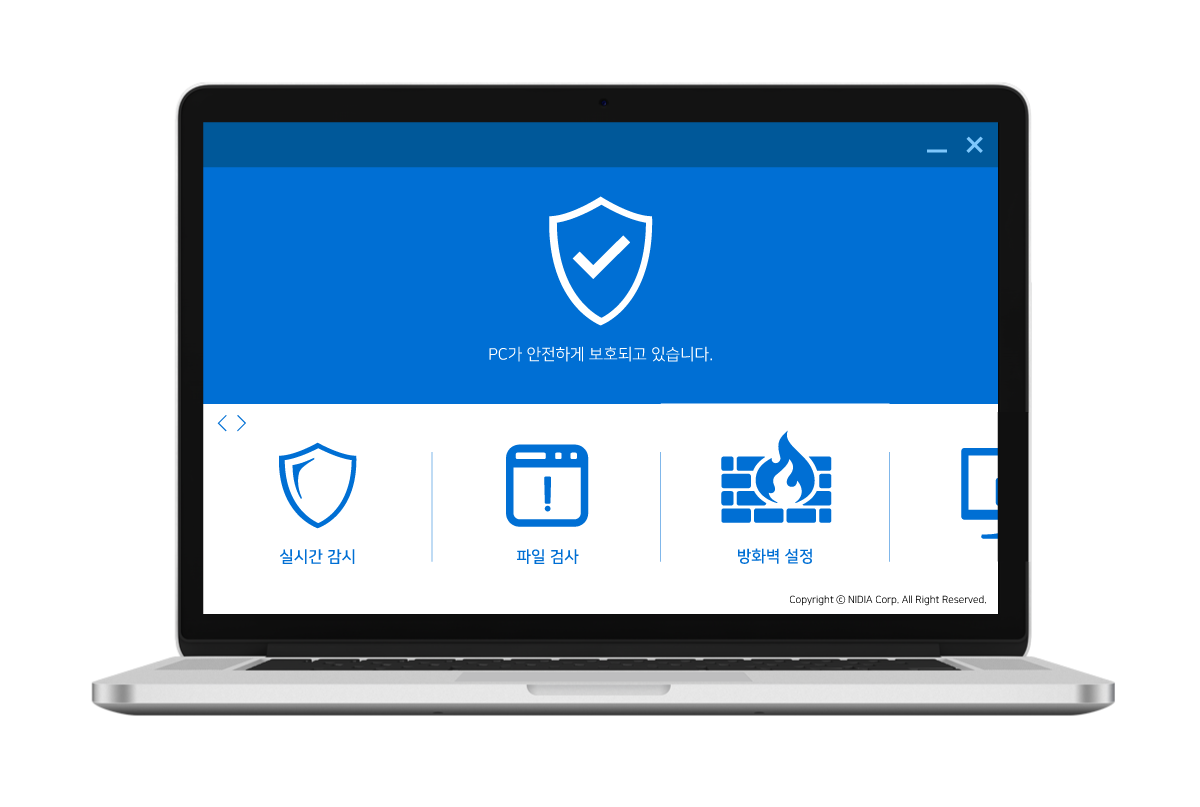 PC가 안전하게 보호되고 있습니다.
실시간 감시
파일 검사
방화벽 설정
Copyright ⓒ NIDIA Corp. All Right Reserved.